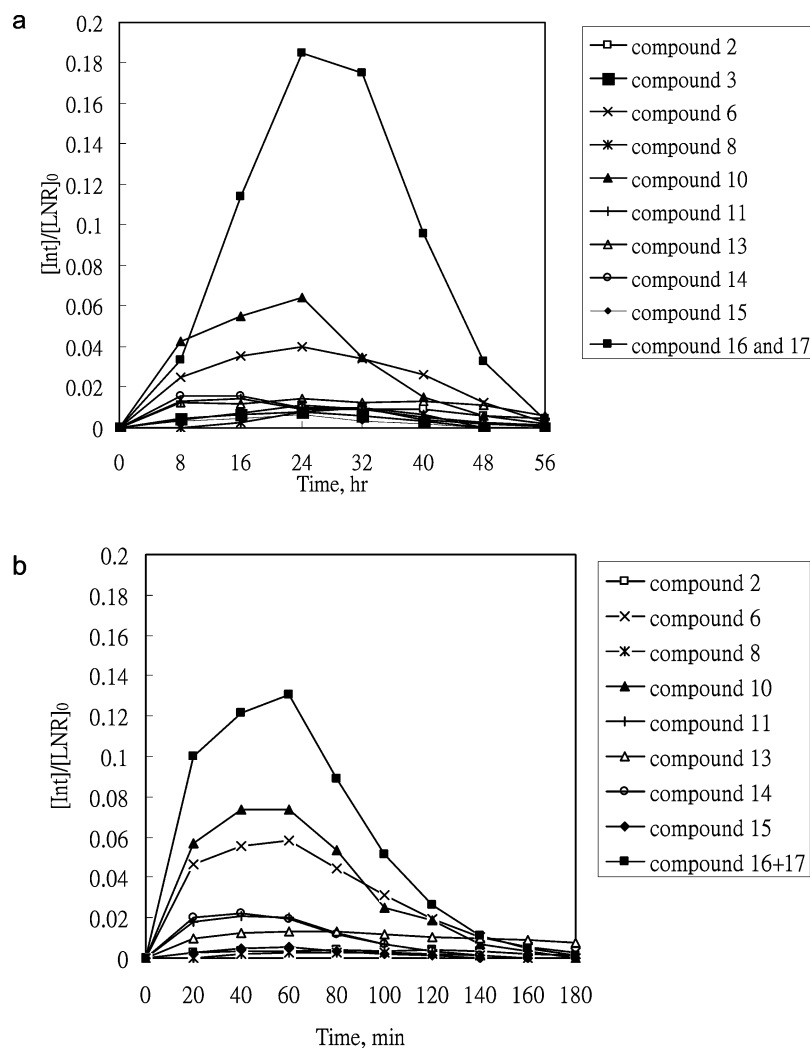 a
0.2
0.18
0.16
0.14
0.12
0.1
0.08
0.06
0.04
0.02
0
[Int]/[LNR]0
0 8 16 24 32 40 48 56
Time, hr
compound 2
compound 3
compound 6
compound 8
compound 10
compound 11
compound 13
compound 14
compound 15
compound 16 and 17
b
0.2
0.18
0.16
0.14
0.12
0.1
0.08
0.06
0.04
0.02
0
[Int]/[LNR]0
0 20 40 60 80 100 120 140 160 180
Time, min
compound 2
compound 6
compound 8
compound 10
compound 11
compound 13
compound 14
compound 15
compound 16+17